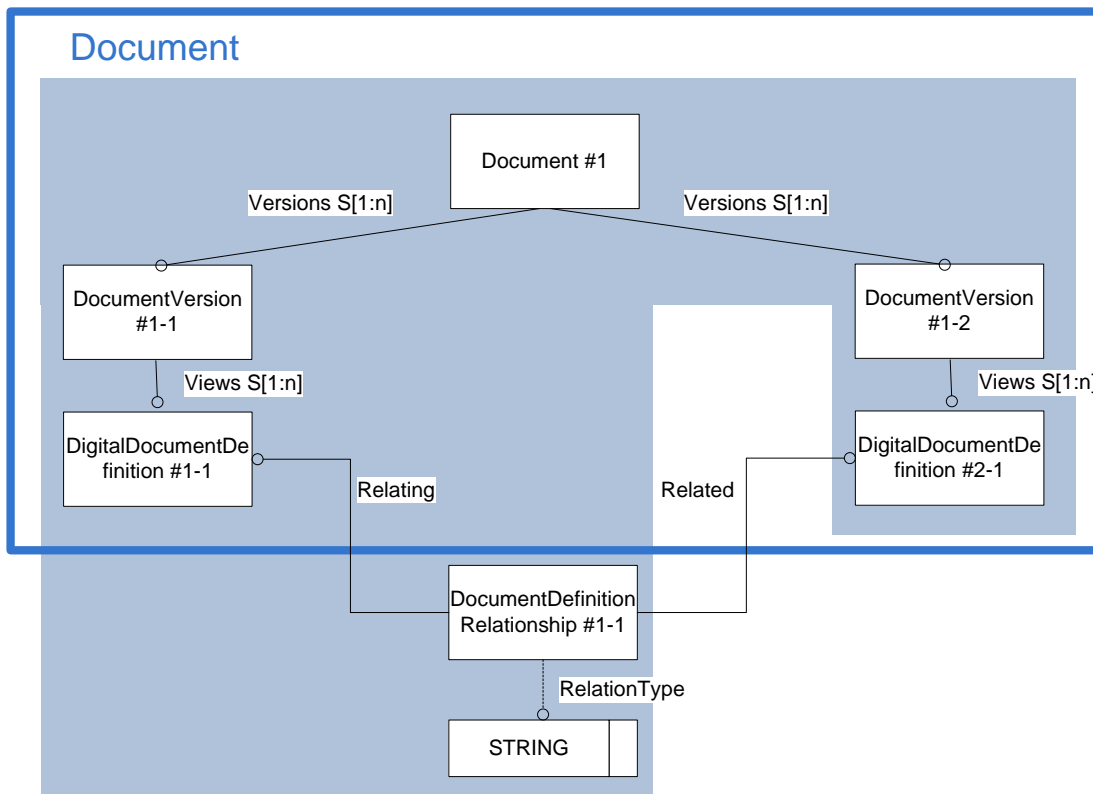 Document
Document #1
Versions S[1:n]
Versions S[1:n]
DocumentVersion
#1-1
DocumentVersion
#1-2
Views S[1:n]
Views S[1:n]
DigitalDocumentDe
finition #1-1
DigitalDocumentDe
finition #2-1
Relating
Related
DocumentDefinition
Relationship #1-1
RelationType
STRING